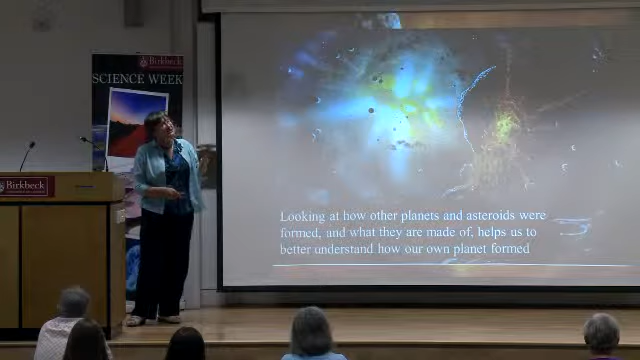 Birkbeck
SCIENCE WEEK
Birkbeck
Looking at how other planets and asteroids were
formed, and what they are made of, helps us to
better understand how our own planet formed